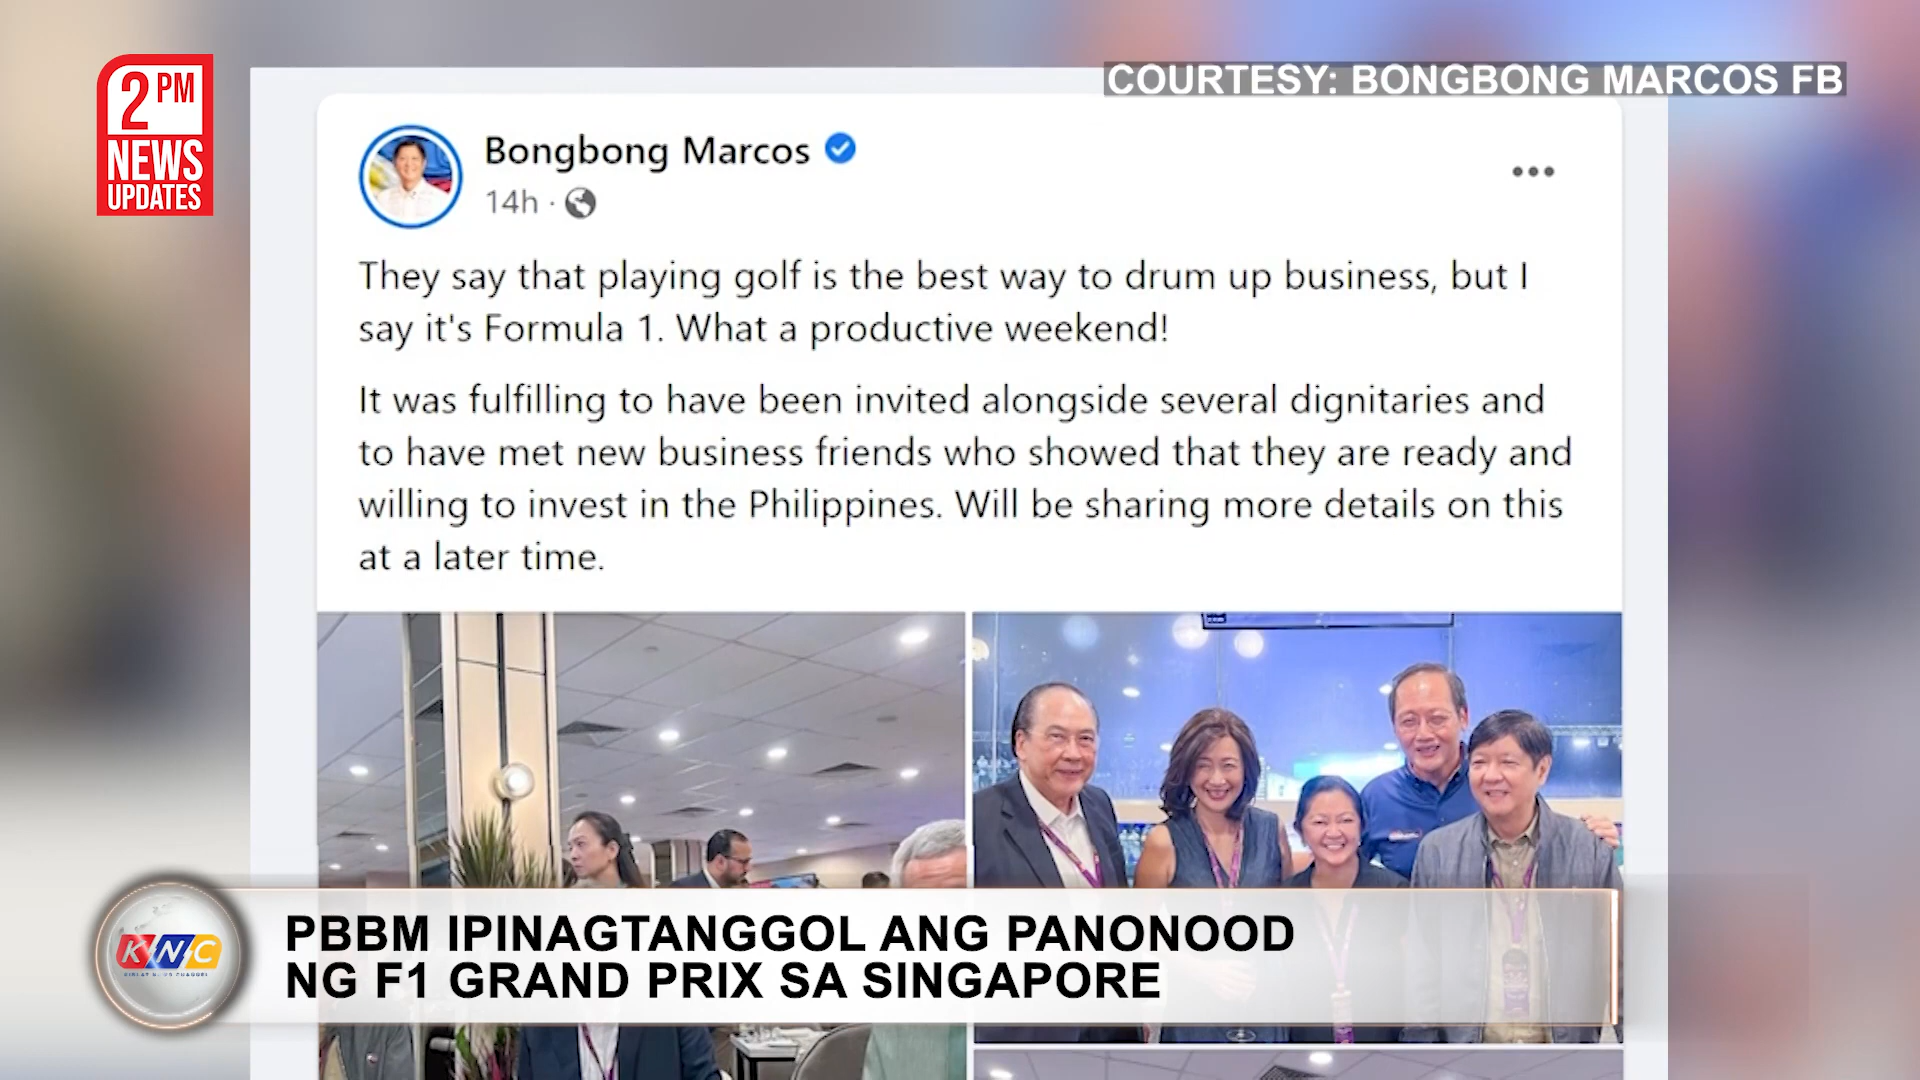 2 PM
NEWS
UPDATES
COURTESY: BONGBONG MARCOS FB
Bongbong Marcos
14h ·
They say that playing golf is the best way to drum up business, but I
say it's Formula 1. What a productive weekend!
It was fulfilling to have been invited alongside several dignitaries and
to have met new business friends who showed that they are ready and
willing to invest in the Philippines. Will be sharing more details on this
at a later time.
KNC
PBBM IPINAGTANGGOL ANG PANONOOD
NG F1 GRAND PRIX SA SINGAPORE